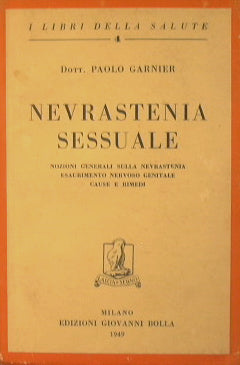 I LIBRI DELLA SALUTE
4
DOTT. PAOLO GARNIER
NEVRASTENIA
SESSUALE
NOZIONI GENERALI SULLA NEVRASTENIA
ESAURIMENTO NERVOSO GENITALE
CAUSE E RIMEDI
MILANO
EDIZIONI GIOVANNI BOLLA
1949